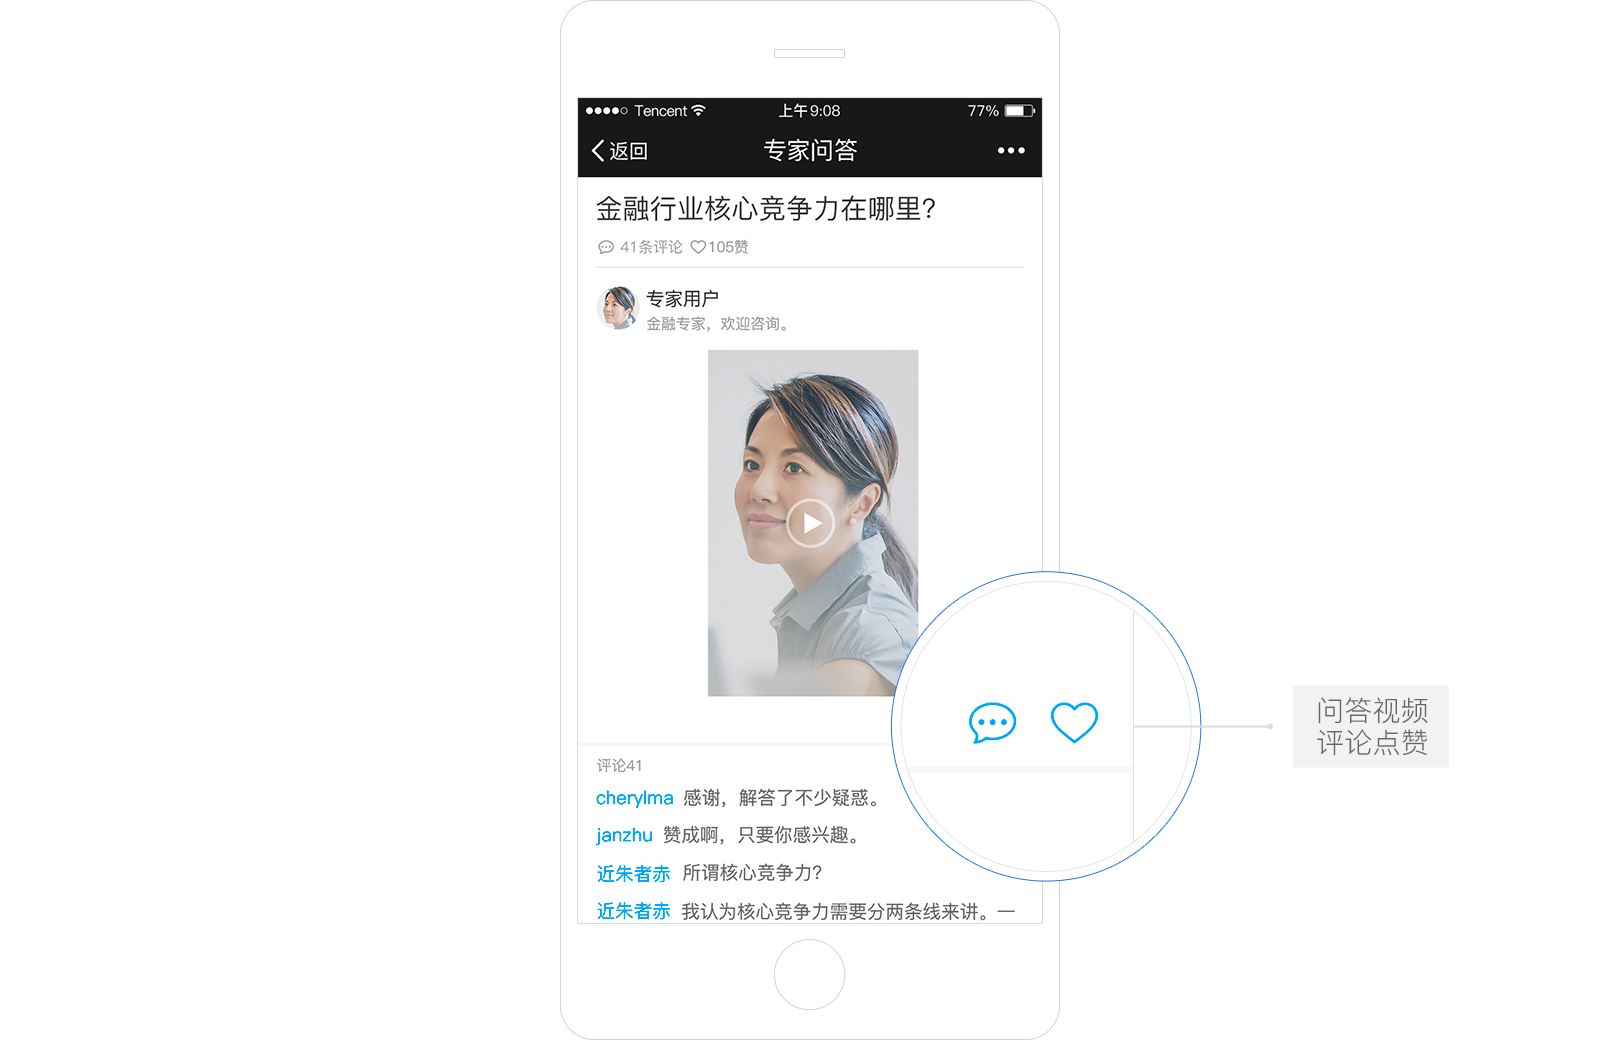 Tencent 上午9:08 77%
返回 专家问答
金融行业核心竞争力在哪里?
41条评论 105赞
专家用户
金融专家，欢迎咨询。
问答视频
评论点赞
评论41
cherylma 感谢，解答了不少疑惑。
janzhu 赞成啊，只要你感兴趣。
近朱者赤 所谓核心竞争力?
近朱者赤 我认为核心竞争力需要分两条线来讲。一